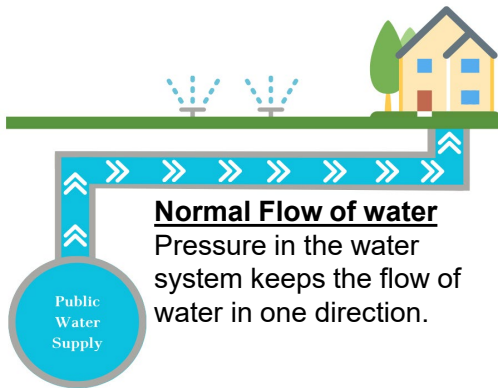 Normal Flow of water
Pressure in the water
system keeps the flow of
water in one direction.
Public
Water
Supply